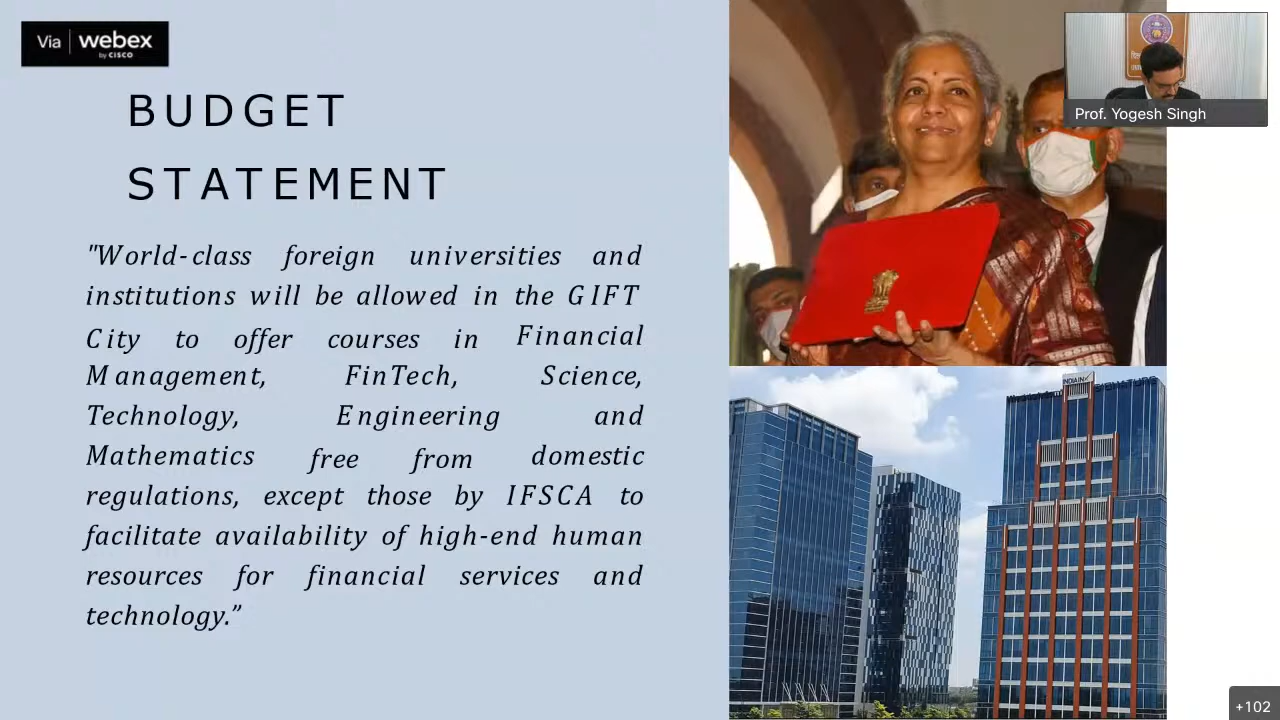 Via webex
by CISCO
BUDGET
STATEMENT
"World-class foreign universities and
institutions will be allowed in the GIFT
City to offer courses in Financial
Management, FinTech, Science,
Technology, Engineering and
Mathematics free from domestic
regulations, except those by IFSCA to
facilitate availability of high-end human
resources for financial services and
technology.”
Prof. Yogesh Singh
+102